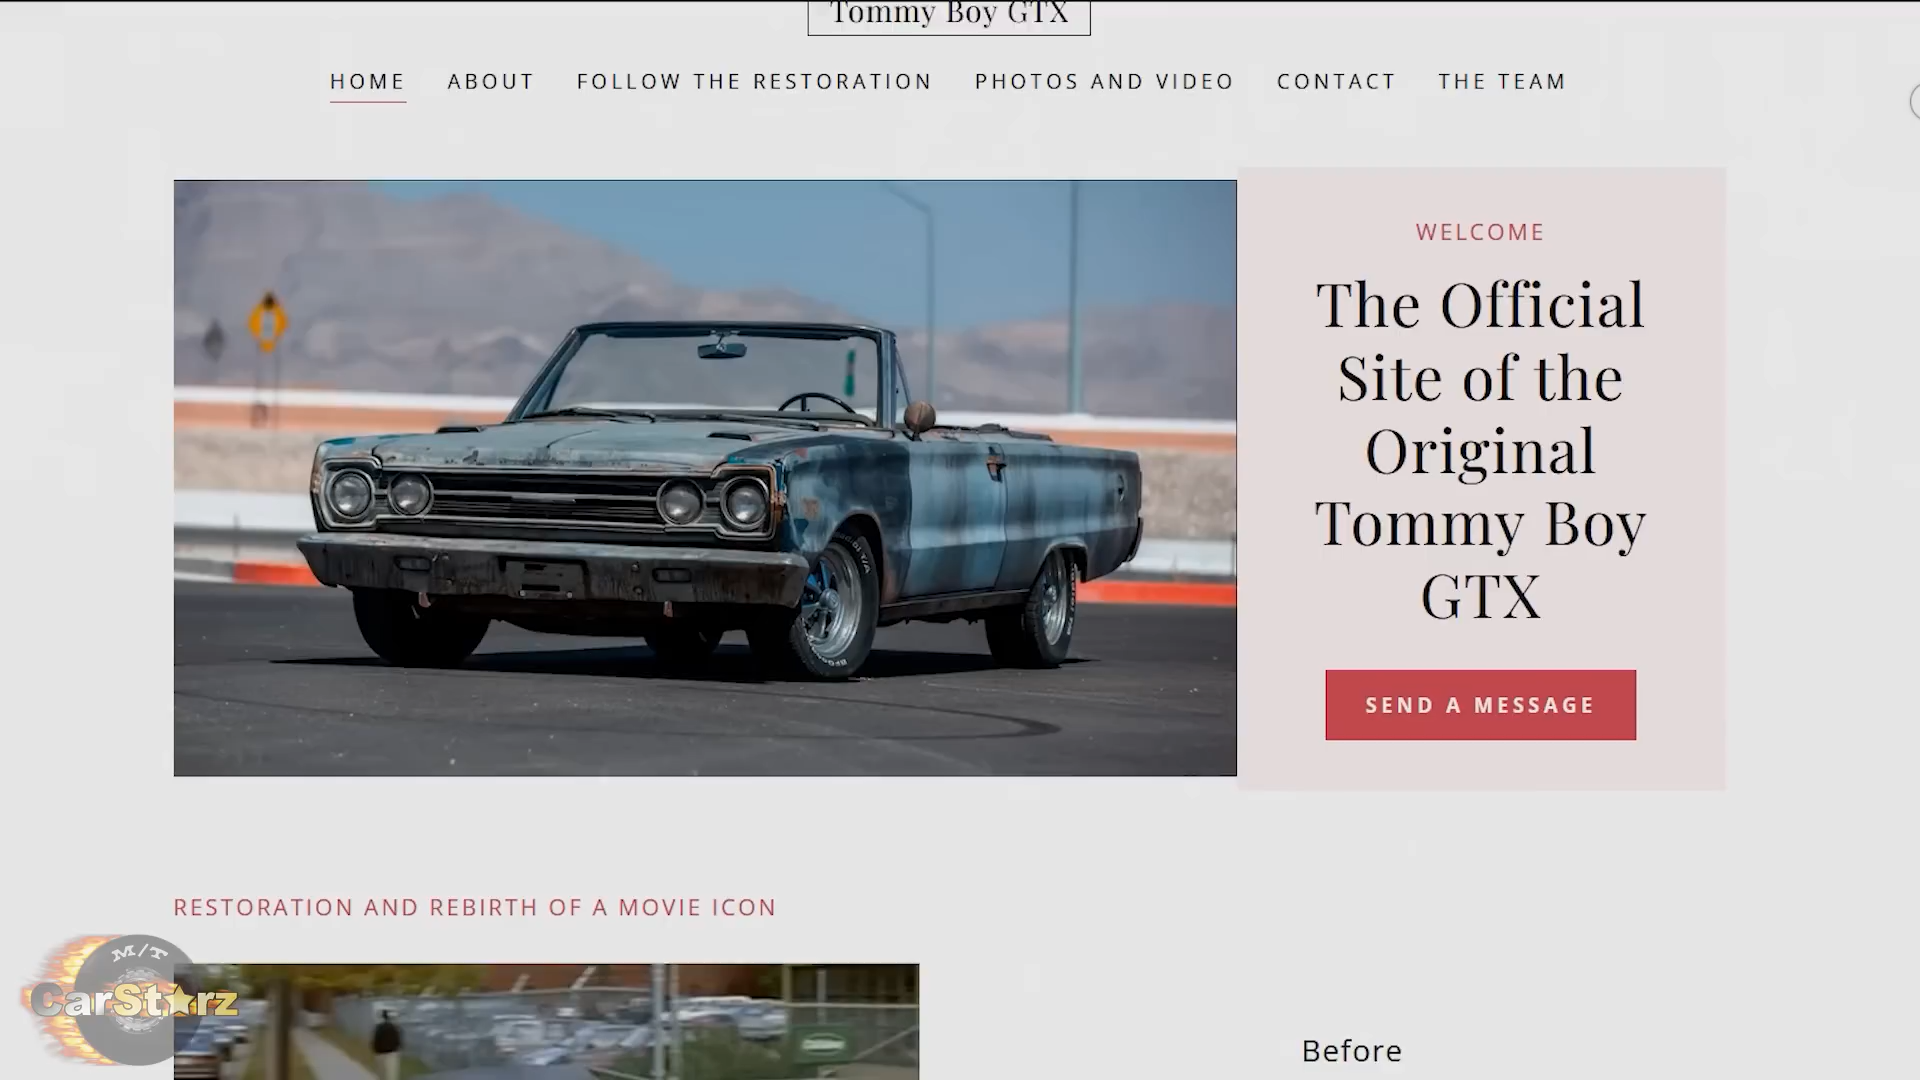 Tommy Boy GTX
HOME ABOUT FOLLOW THE RESTORATION PHOTOS AND VIDEO CONTACT THE TEAM
WELCOME
The Official
Site of the
Original
Tommy Boy
GTX
SEND A MESSAGE
RESTORATION AND REBIRTH OF A MOVIE ICON
M/T
CarStarz
Before